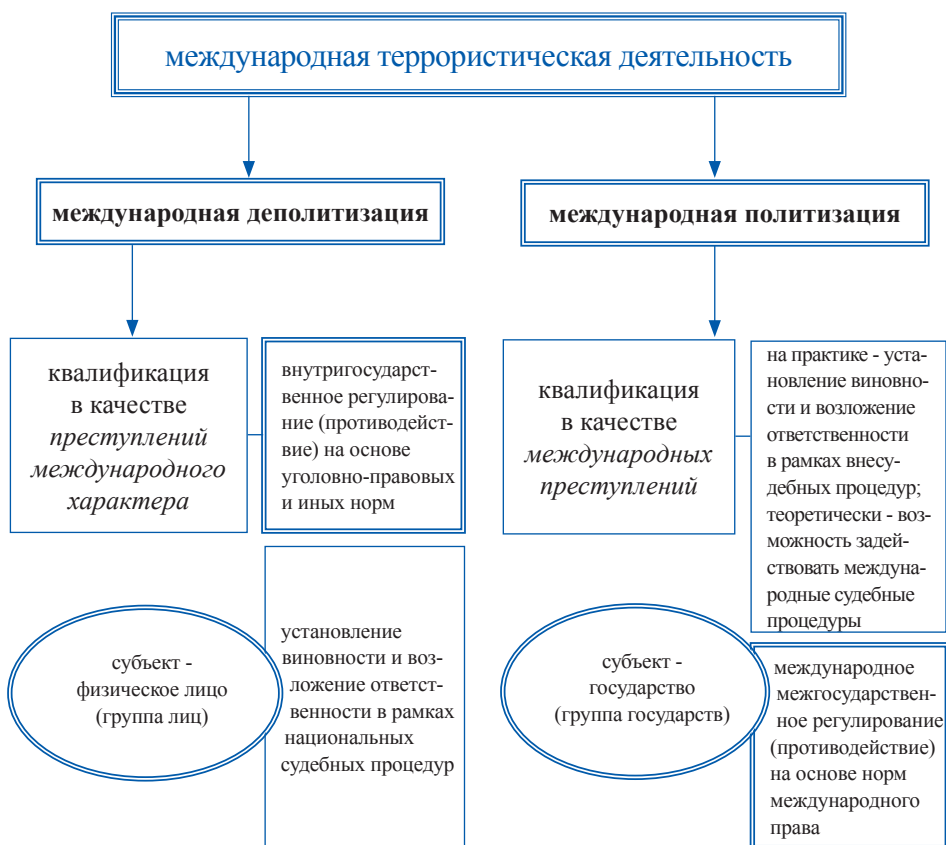 международная террористическая деятельность
международная деполитизация
международная политизация
квалификация
в качестве
преступлений
международного
характера
внутригосударст-
венное регулирова-
ние (противодейст-
вие) на основе
уголовно-правовых
и иных норм
квалификация
в качестве
международных
преступлений
на практике - уста-
новление виновно-
сти и возложение
ответственности
в рамках внесу-
дебных процедур;
теоретически - воз-
можность задей-
ствовать междуна-
родные судебные
процедуры
субъект -
физическое лицо
(группа лиц)
установление
виновности и воз-
ложение ответст-
венности в рамках
национальных
судебных процедур
субъект -
государство
(группа государств)
международное
межгосударствен-
ное регулирование
(противодействие)
на основе норм
международного
права